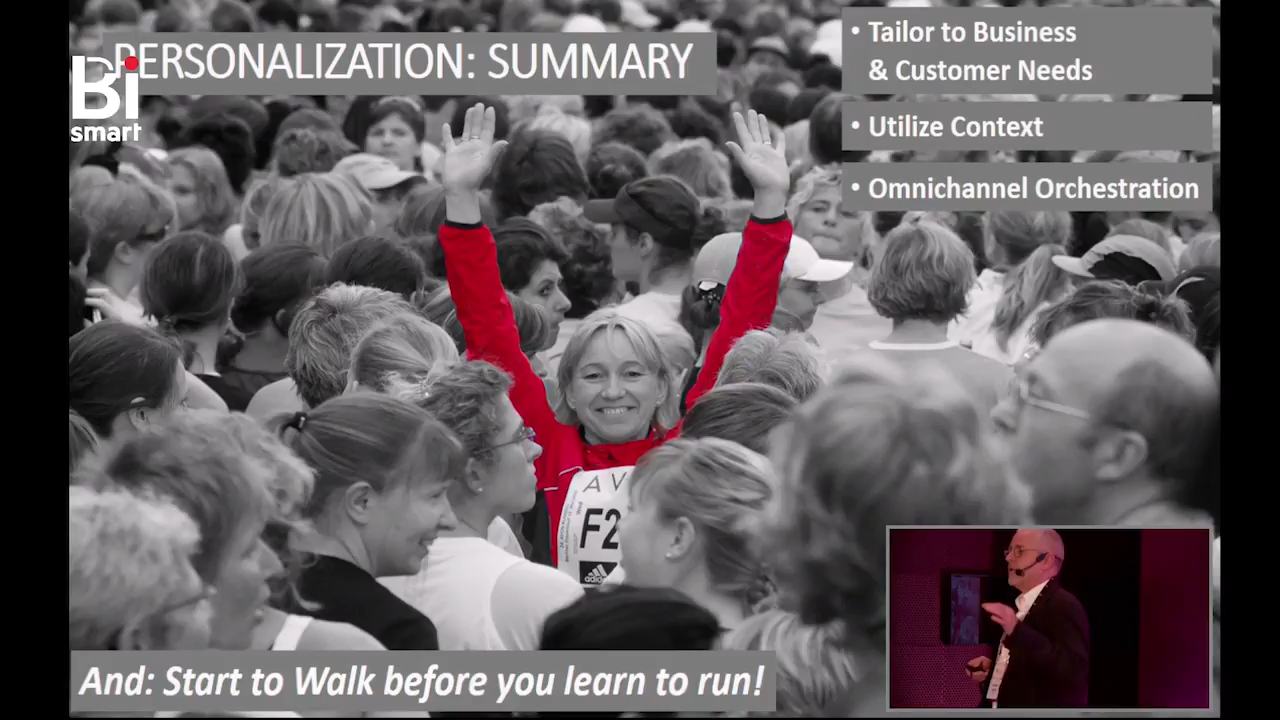 PERSONALIZATION: SUMMARY
Bi
smart
• Tailor to Business
& Customer Needs
• Utilize Context
• Omnichannel Orchestration
AV
F2
adidas
And: Start to Walk before you learn to run!